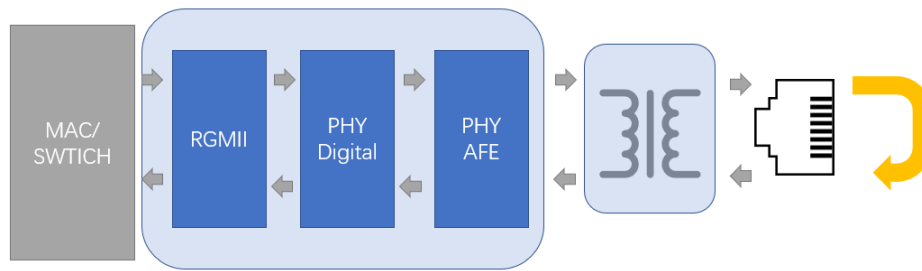 MAC/
SWTICH
RGMII
PHY
Digital
PHY
AFE